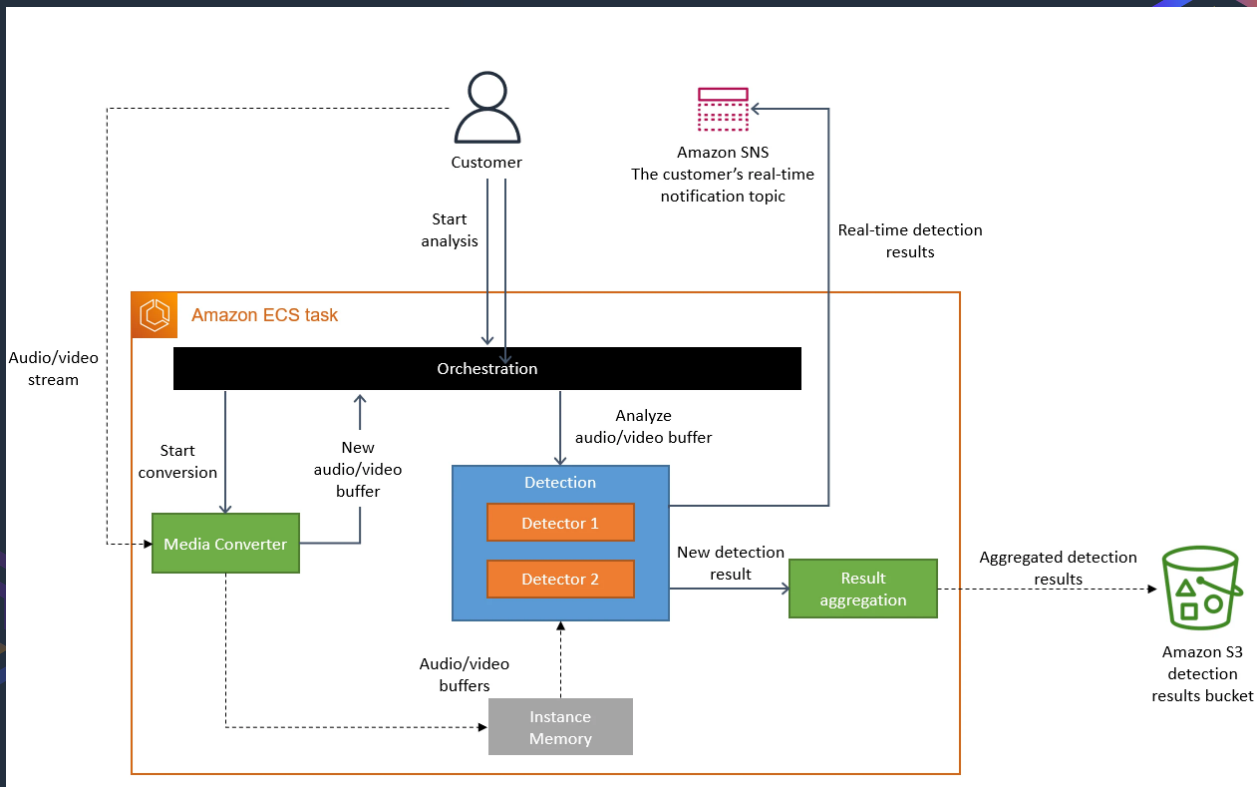 Customer
Amazon SNS
The customer's real-time
notification topic
Start
analysis
Real-time detection
results
Amazon ECS task
Audio/video
stream
Orchestration
Start
conversion
New
audio/video
buffer
Analyze
audio/video buffer
Detection
Detector 1
Detector 2
Media Converter
New detection
result
Result
aggregation
Aggregated detection
results
Audio/video
buffers
Instance
Memory
Amazon S3
detection
results bucket